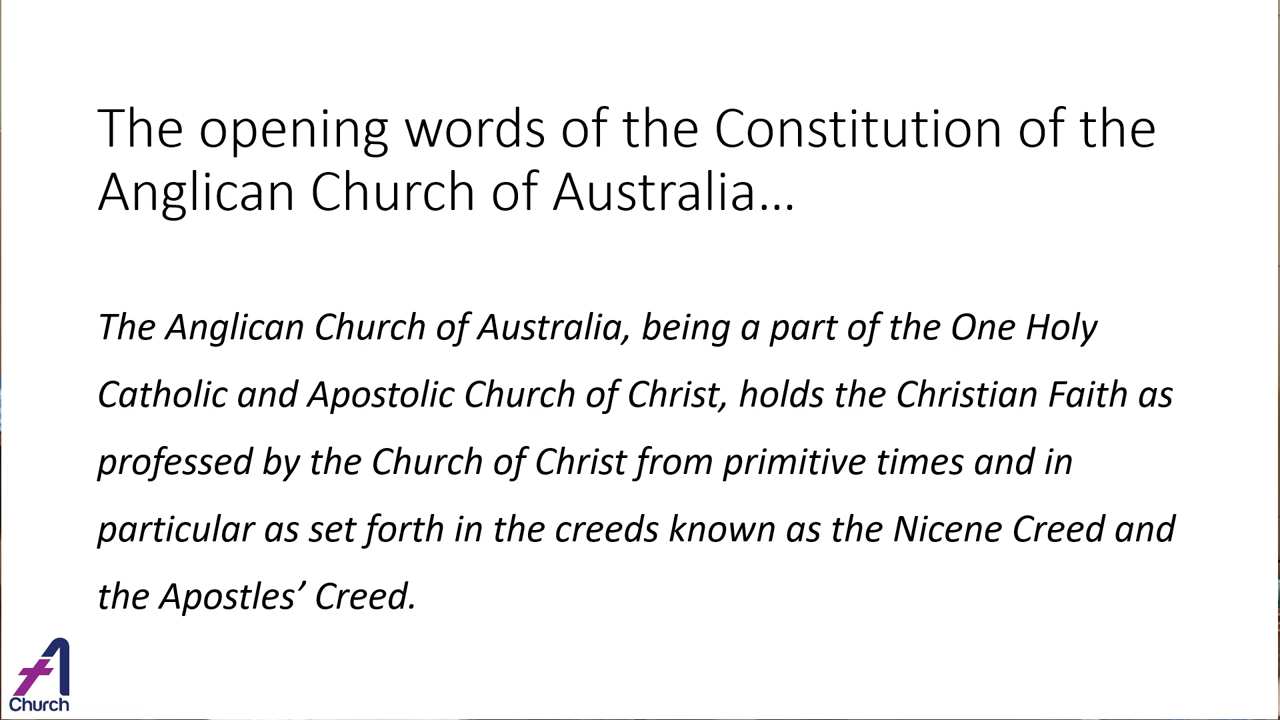 The opening words of the Constitution of the
Anglican Church of Australia...
The Anglican Church of Australia, being a part of the One Holy
Catholic and Apostolic Church of Christ, holds the Christian Faith as
professed by the Church of Christ from primitive times and in
particular as set forth in the creeds known as the Nicene Creed and
the Apostles’ Creed.
A
Church